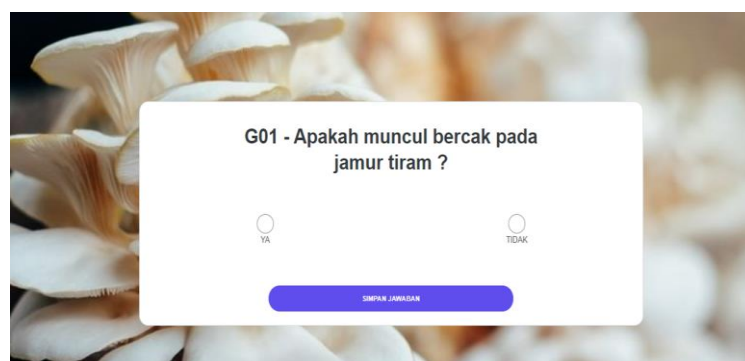 G01 - Apakah muncul bercak pada
jamur tiram ?
YA
TIDAK
SIMPAN JAWABAN